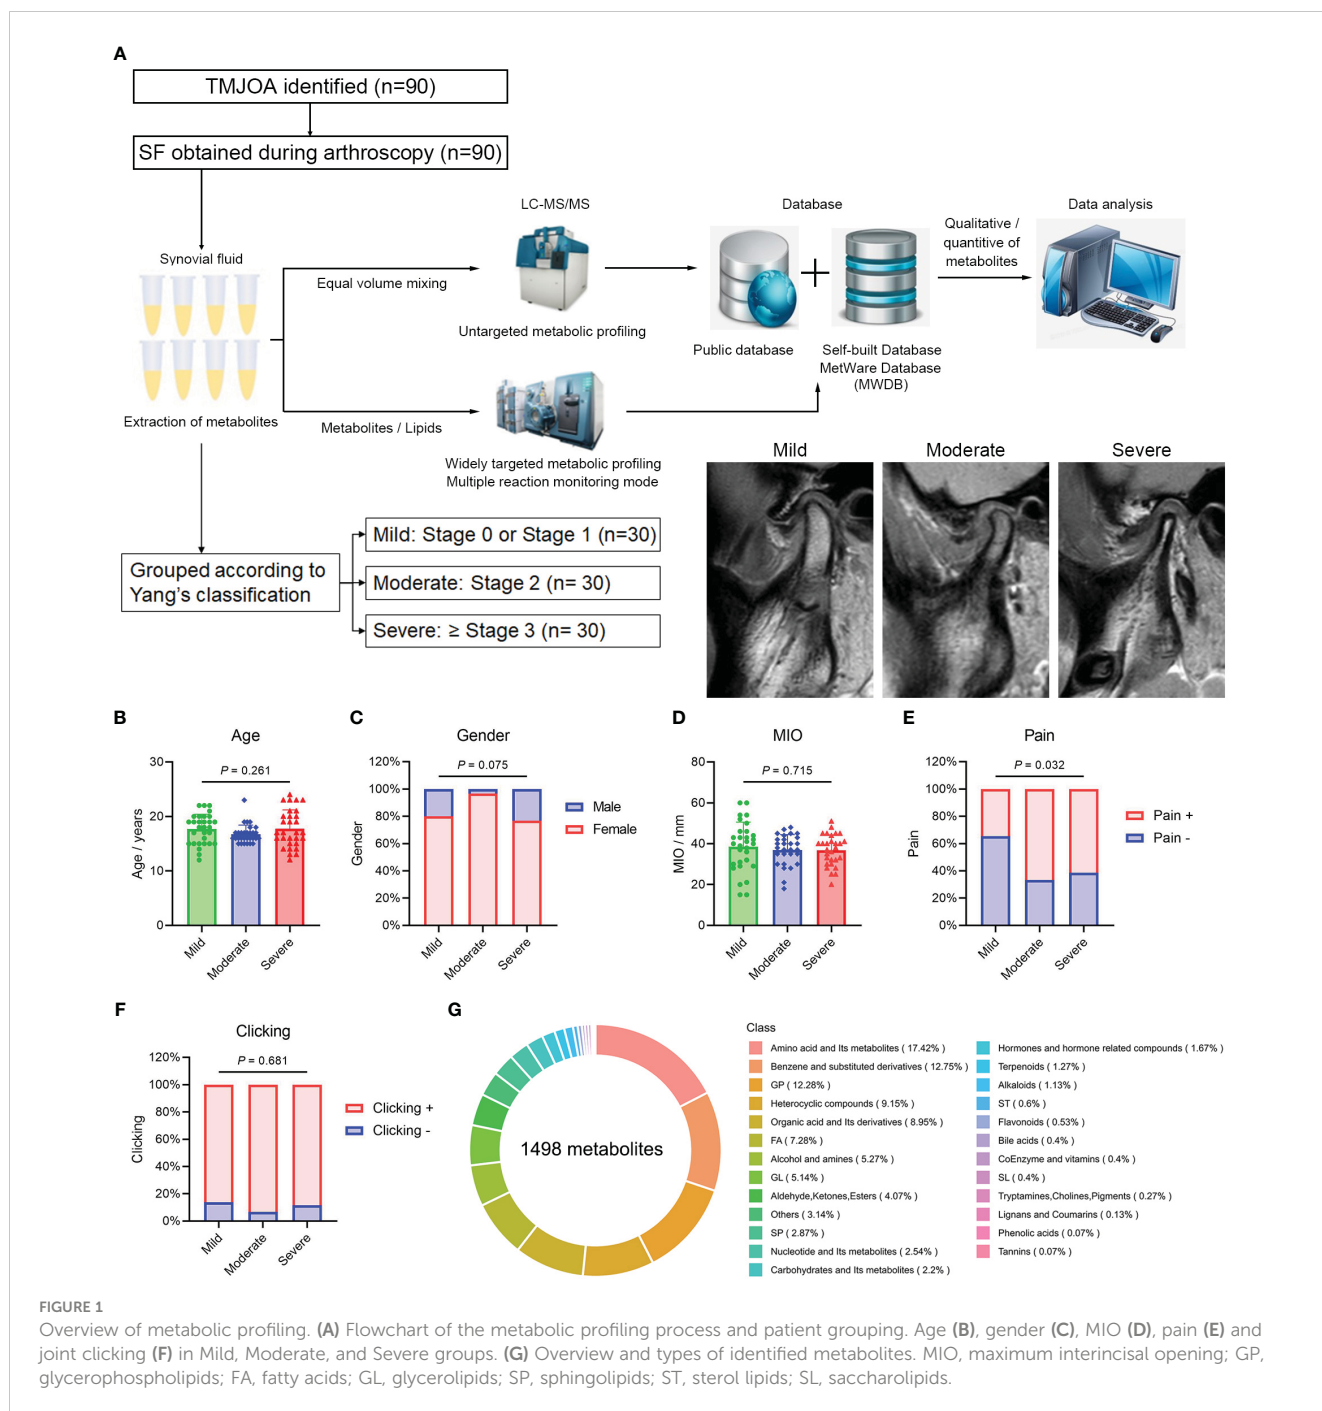 A
TMJOA identified (n=90)
SF obtained during arthroscopy (n=90)
LC-MS/MS
Database
Data analysis
Qualitative /
quantitive of
metabolites
Synovial fluid
Equal volume mixing
Untargeted metabolic profiling
Public database
Self-built Database
MetWare Database
(MWDB)
Extraction of metabolites
Metabolites / Lipids
Widely targeted metabolic profiling
Multiple reaction monitoring mode
Mild
Moderate
Severe
Grouped according to
Yang's classification
Mild: Stage 0 or Stage 1 (n=30)
Moderate: Stage 2 (n= 30)
Severe: ≥ Stage 3 (n= 30)
B
Age
P = 0.261
Age / years
30
20
10
0
Mild
Moderate
Severe
C
Gender
P = 0.075
Gender
120%
100%
80%
60%
40%
20%
0%
Mild
Moderate
Severe
Male
Female
D
MIO
P = 0.715
MIO / mm
80
60
40
20
0
Mild
Moderate
Severe
E
Pain
P = 0.032
Pain
120%
100%
80%
60%
40%
20%
0%
Mild
Moderate
Severe
Pain +
Pain -
F
Clicking
P = 0.681
Clicking
120%
100%
80%
60%
40%
20%
0%
Mild
Moderate
Severe
Clicking +
Clicking -
G
1498 metabolites
Class
Amino acid and Its metabolites ( 17.42% )
Benzene and substituted derivatives ( 12.75% )
GP ( 12.28% )
Heterocyclic compounds ( 9.15% )
Organic acid and Its derivatives ( 8.95% )
FA ( 7.28% )
Alcohol and amines ( 5.27% )
GL ( 5.14% )
Aldehyde,Ketones,Esters ( 4.07% )
Others ( 3.14% )
SP ( 2.87% )
Nucleotide and Its metabolites ( 2.54% )
Carbohydrates and Its metabolites ( 2.2% )
Hormones and hormone related compounds ( 1.67% )
Terpenoids ( 1.27% )
Alkaloids ( 1.13% )
ST ( 0.6% )
Flavonoids ( 0.53% )
Bile acids ( 0.4% )
CoEnzyme and vitamins ( 0.4% )
SL ( 0.4% )
Tryptamines,Cholines,Pigments ( 0.27% )
Lignans and Coumarins ( 0.13% )
Phenolic acids ( 0.07% )
Tannins ( 0.07% )
FIGURE 1
Overview of metabolic profiling. (A) Flowchart of the metabolic profiling process and patient grouping. Age (B), gender (C), MIO (D), pain (E) and
joint clicking (F) in Mild, Moderate, and Severe groups. (G) Overview and types of identified metabolites. MIO, maximum interincisal opening; GP,
glycerophospholipids; FA, fatty acids; GL, glycerolipids; SP, sphingolipids; ST, sterol lipids; SL, saccharolipids.